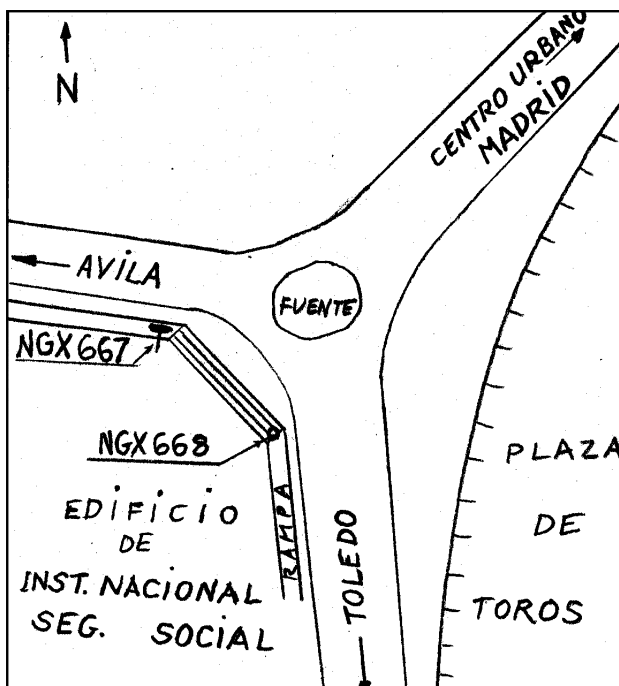 N
CENTRO URBANO
MADRID
AVILA
FUENTE
NGX667
NGX668
PLAZA
DE
TOROS
EDIFICIO
DE
INST. NACIONAL
SEG. SOCIAL
RAMPA
TOLEDO